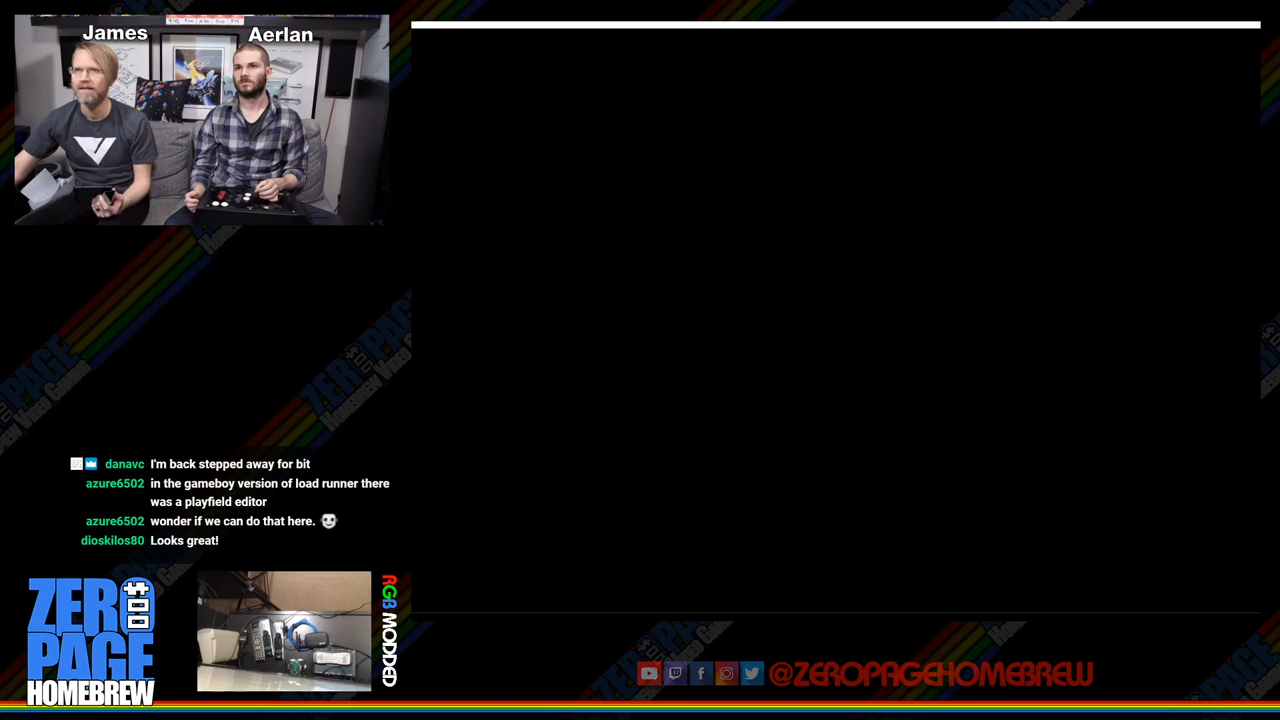 James
Aerlan
danavc I'm back stepped away for bit
azure6502 in the gameboy version of load runner there
was a playfield editor
azure6502 wonder if we can do that here.
dioskilos80 Looks great!
ZERO
PAGE
HOMEBREW
RGB MODDED
@ZEROPAGEHOMEBREW